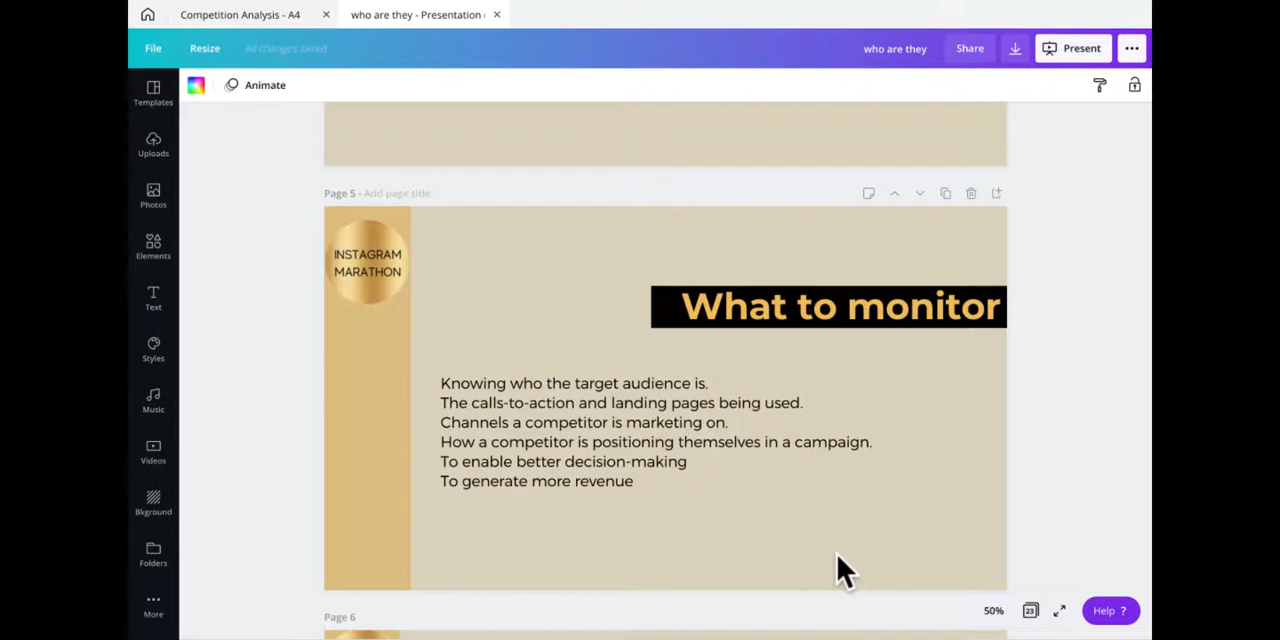 Competition Analysis - A4
who are they - Presentation
File
Resize
All changes saved
who are they
Share
Present
Templates
Animate
Uploads
Photos
Elements
Text
Styles
Music
Videos
Bkground
Folders
More
Page 5 - Add page title
INSTAGRAM
MARATHON
What to monitor
Knowing who the target audience is.
The calls-to-action and landing pages being used.
Channels a competitor is marketing on.
How a competitor is positioning themselves in a campaign.
To enable better decision-making
To generate more revenue
Page 6
50%
23
Help ?